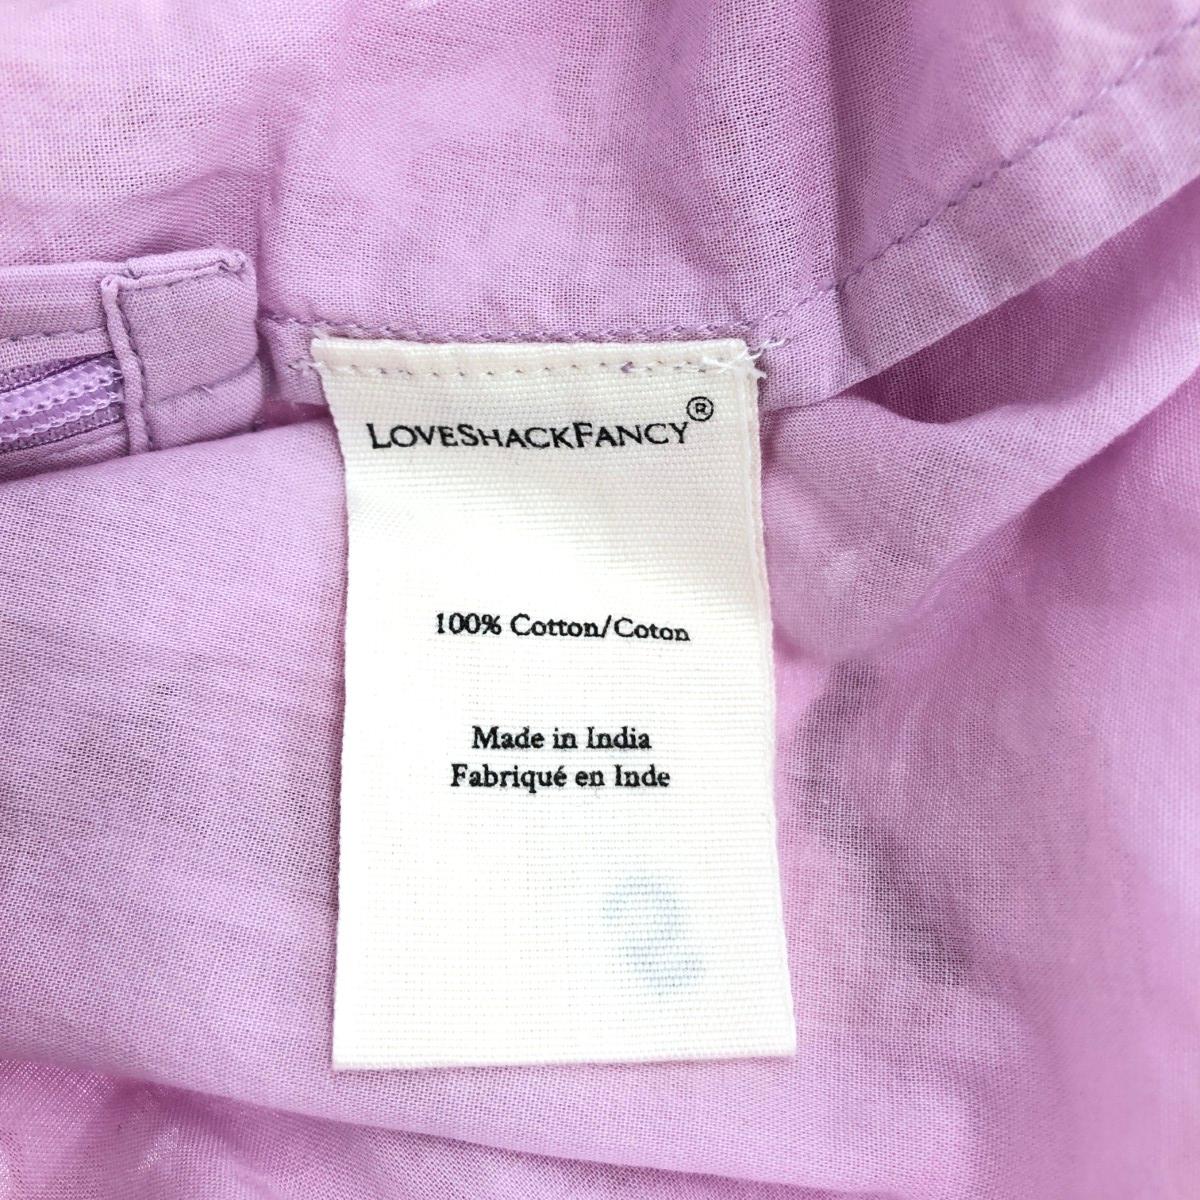 LOVESHACKFANCY®
100% Cotton/Coton
Made in India
Fabriqué en Inde